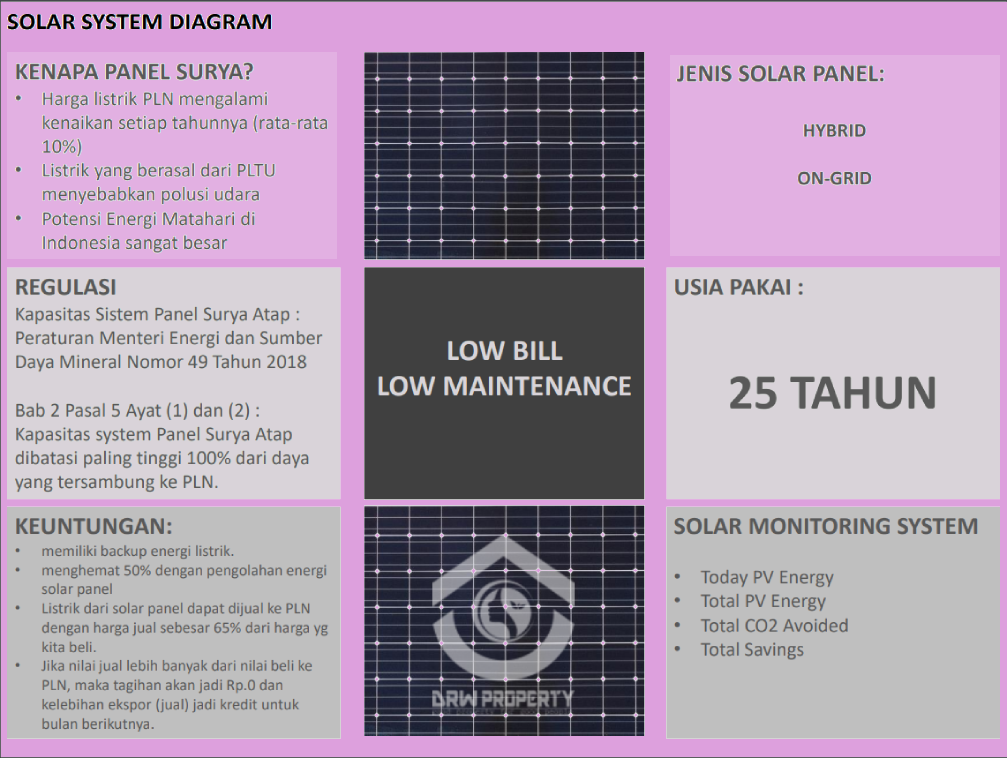 SOLAR SYSTEM DIAGRAM
KENAPA PANEL SURYA?
• Harga listrik PLN mengalami
kenaikan setiap tahunnya (rata-rata
10%)
• Listrik yang berasal dari PLTU
menyebabkan polusi udara
• Potensi Energi Matahari di
Indonesia sangat besar
JENIS SOLAR PANEL:
HYBRID
ON-GRID
REGULASI
Kapasitas Sistem Panel Surya Atap :
Peraturan Menteri Energi dan Sumber
Daya Mineral Nomor 49 Tahun 2018
Bab 2 Pasal 5 Ayat (1) dan (2) :
Kapasitas system Panel Surya Atap
dibatasi paling tinggi 100% dari daya
yang tersambung ke PLN.
LOW BILL
LOW MAINTENANCE
USIA PAKAI :
25 TAHUN
KEUNTUNGAN:
• memiliki backup energi listrik.
• menghemat 50% dengan pengolahan energi
solar panel
• Listrik dari solar panel dapat dijual ke PLN
dengan harga jual sebesar 65% dari harga yg
kita beli.
• Jika nilai jual lebih banyak dari nilai beli ke
PLN, maka tagihan akan jadi Rp.0 dan
kelebihan ekspor (jual) jadi kredit untuk
bulan berikutnya.
DRW PROPERTY
SOLAR MONITORING SYSTEM
• Today PV Energy
• Total PV Energy
• Total CO2 Avoided
• Total Savings